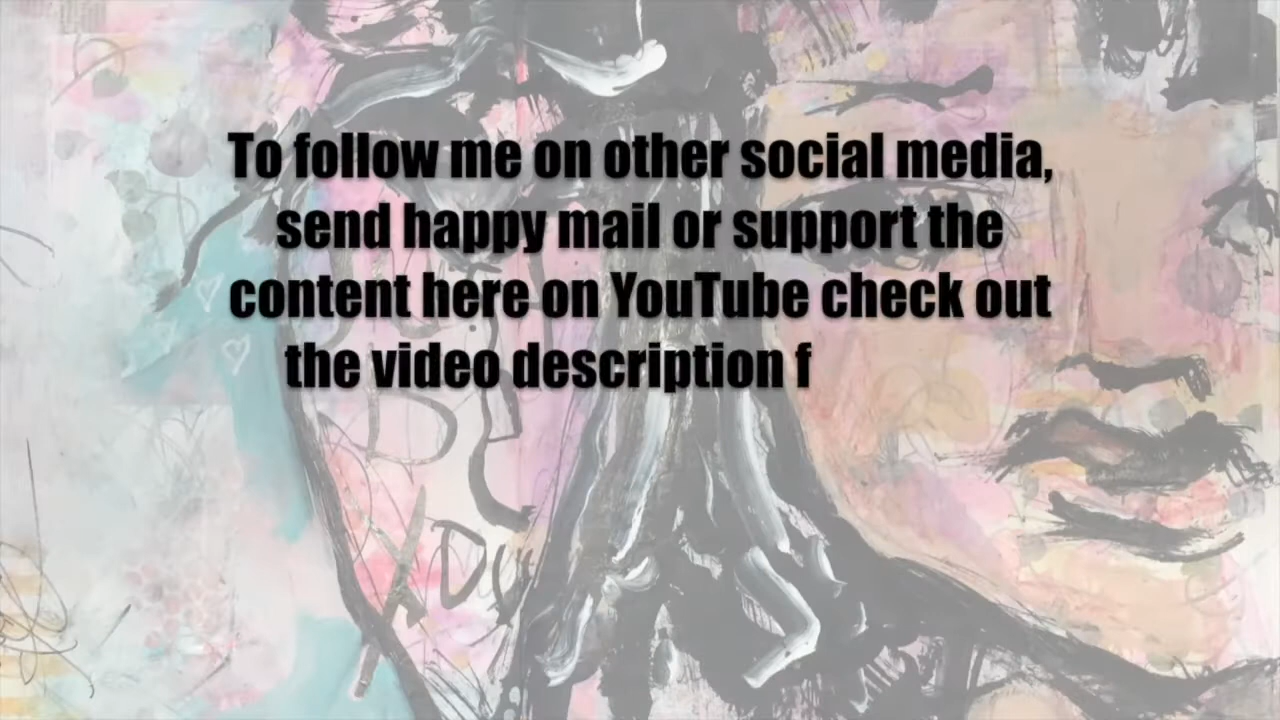 To follow me on other social media,
send happy mail or support the
content here on YouTube check out
the video description f